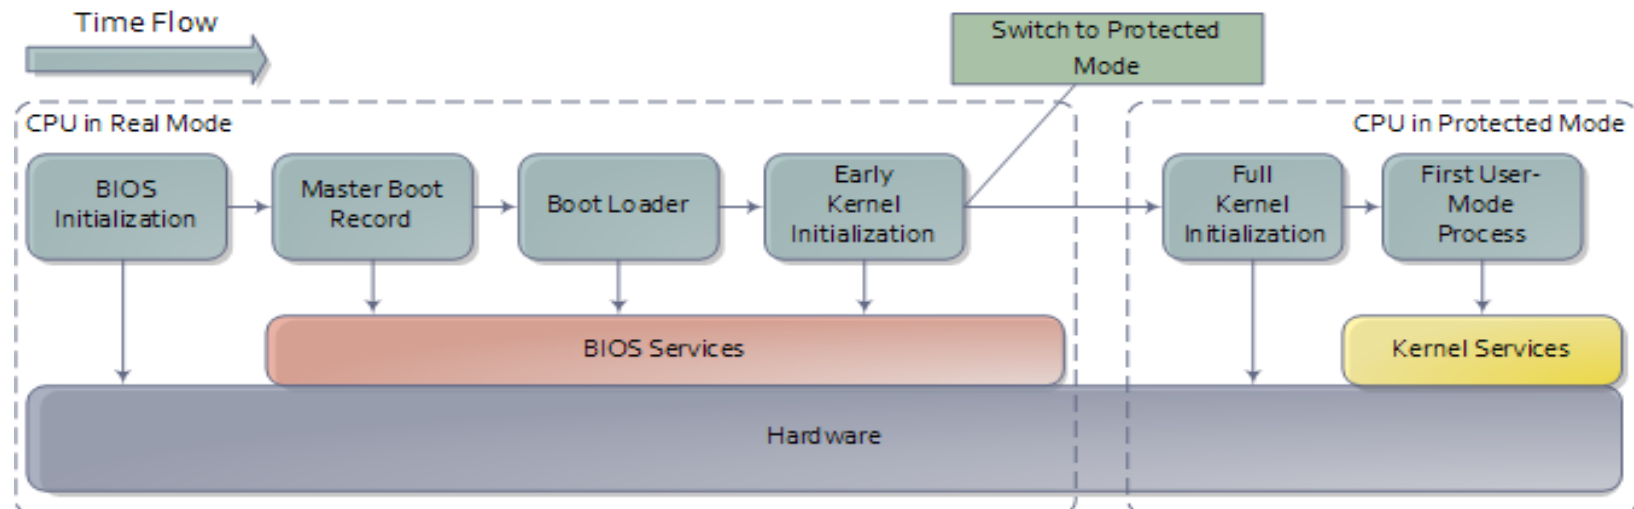 Time Flow
Switch to Protected
Mode
CPU in Real Mode
CPU in Protected Mode
BIOS
Initialization
Master Boot
Record
Boot Loader
Early
Kernel
Initialization
Full
Kernel
Initialization
First User-
Mode
Process
BIOS Services
Kernel Services
Hardware